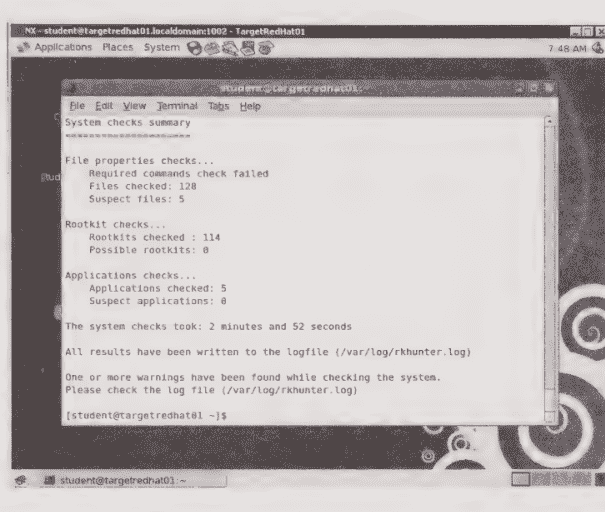 NX - student@targetredhat01.localdomain:1002 - TargetRedHat01
Applications Places System
7:48 AM
student@targetredhat01:~
File Edit View Terminal Tabs Help
System checks summary
=====================
File properties checks...
Required commands check failed
Files checked: 128
Suspect files: 5
Rootkit checks...
Rootkits checked : 114
Possible rootkits: 0
Applications checks...
Applications checked: 5
Suspect applications: 0
The system checks took: 2 minutes and 52 seconds
All results have been written to the logfile (/var/log/rkhunter.log)
One or more warnings have been found while checking the system.
Please check the log file (/var/log/rkhunter.log)
[student@targetredhat01 ~]$
student@targetredhat01:~